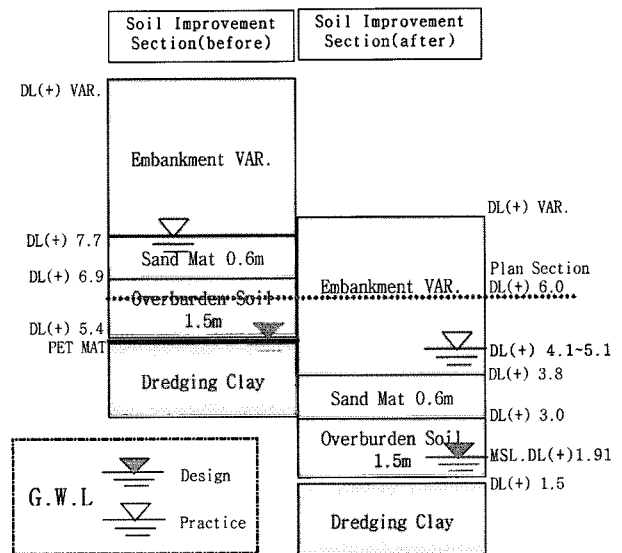 Soil Improvement
Section(before)
Soil Improvement
Section(after)
DL(+) VAR.
Embankment VAR.
DL(+) VAR.
DL(+) 7.7
Sand Mat 0.6m
DL(+) 6.9
Plan Section
Embankment VAR.
DL(+) 6.0
Overburden Soil
1.5m
DL(+) 5.4
PET MAT
DL(+) 4.1~5.1
DL(+) 3.8
Dredging Clay
Sand Mat 0.6m
DL(+) 3.0
Overburden Soil
1.5m
MSL.DL(+)1.91
DL(+) 1.5
Dredging Clay
G.W.L
Design
Practice